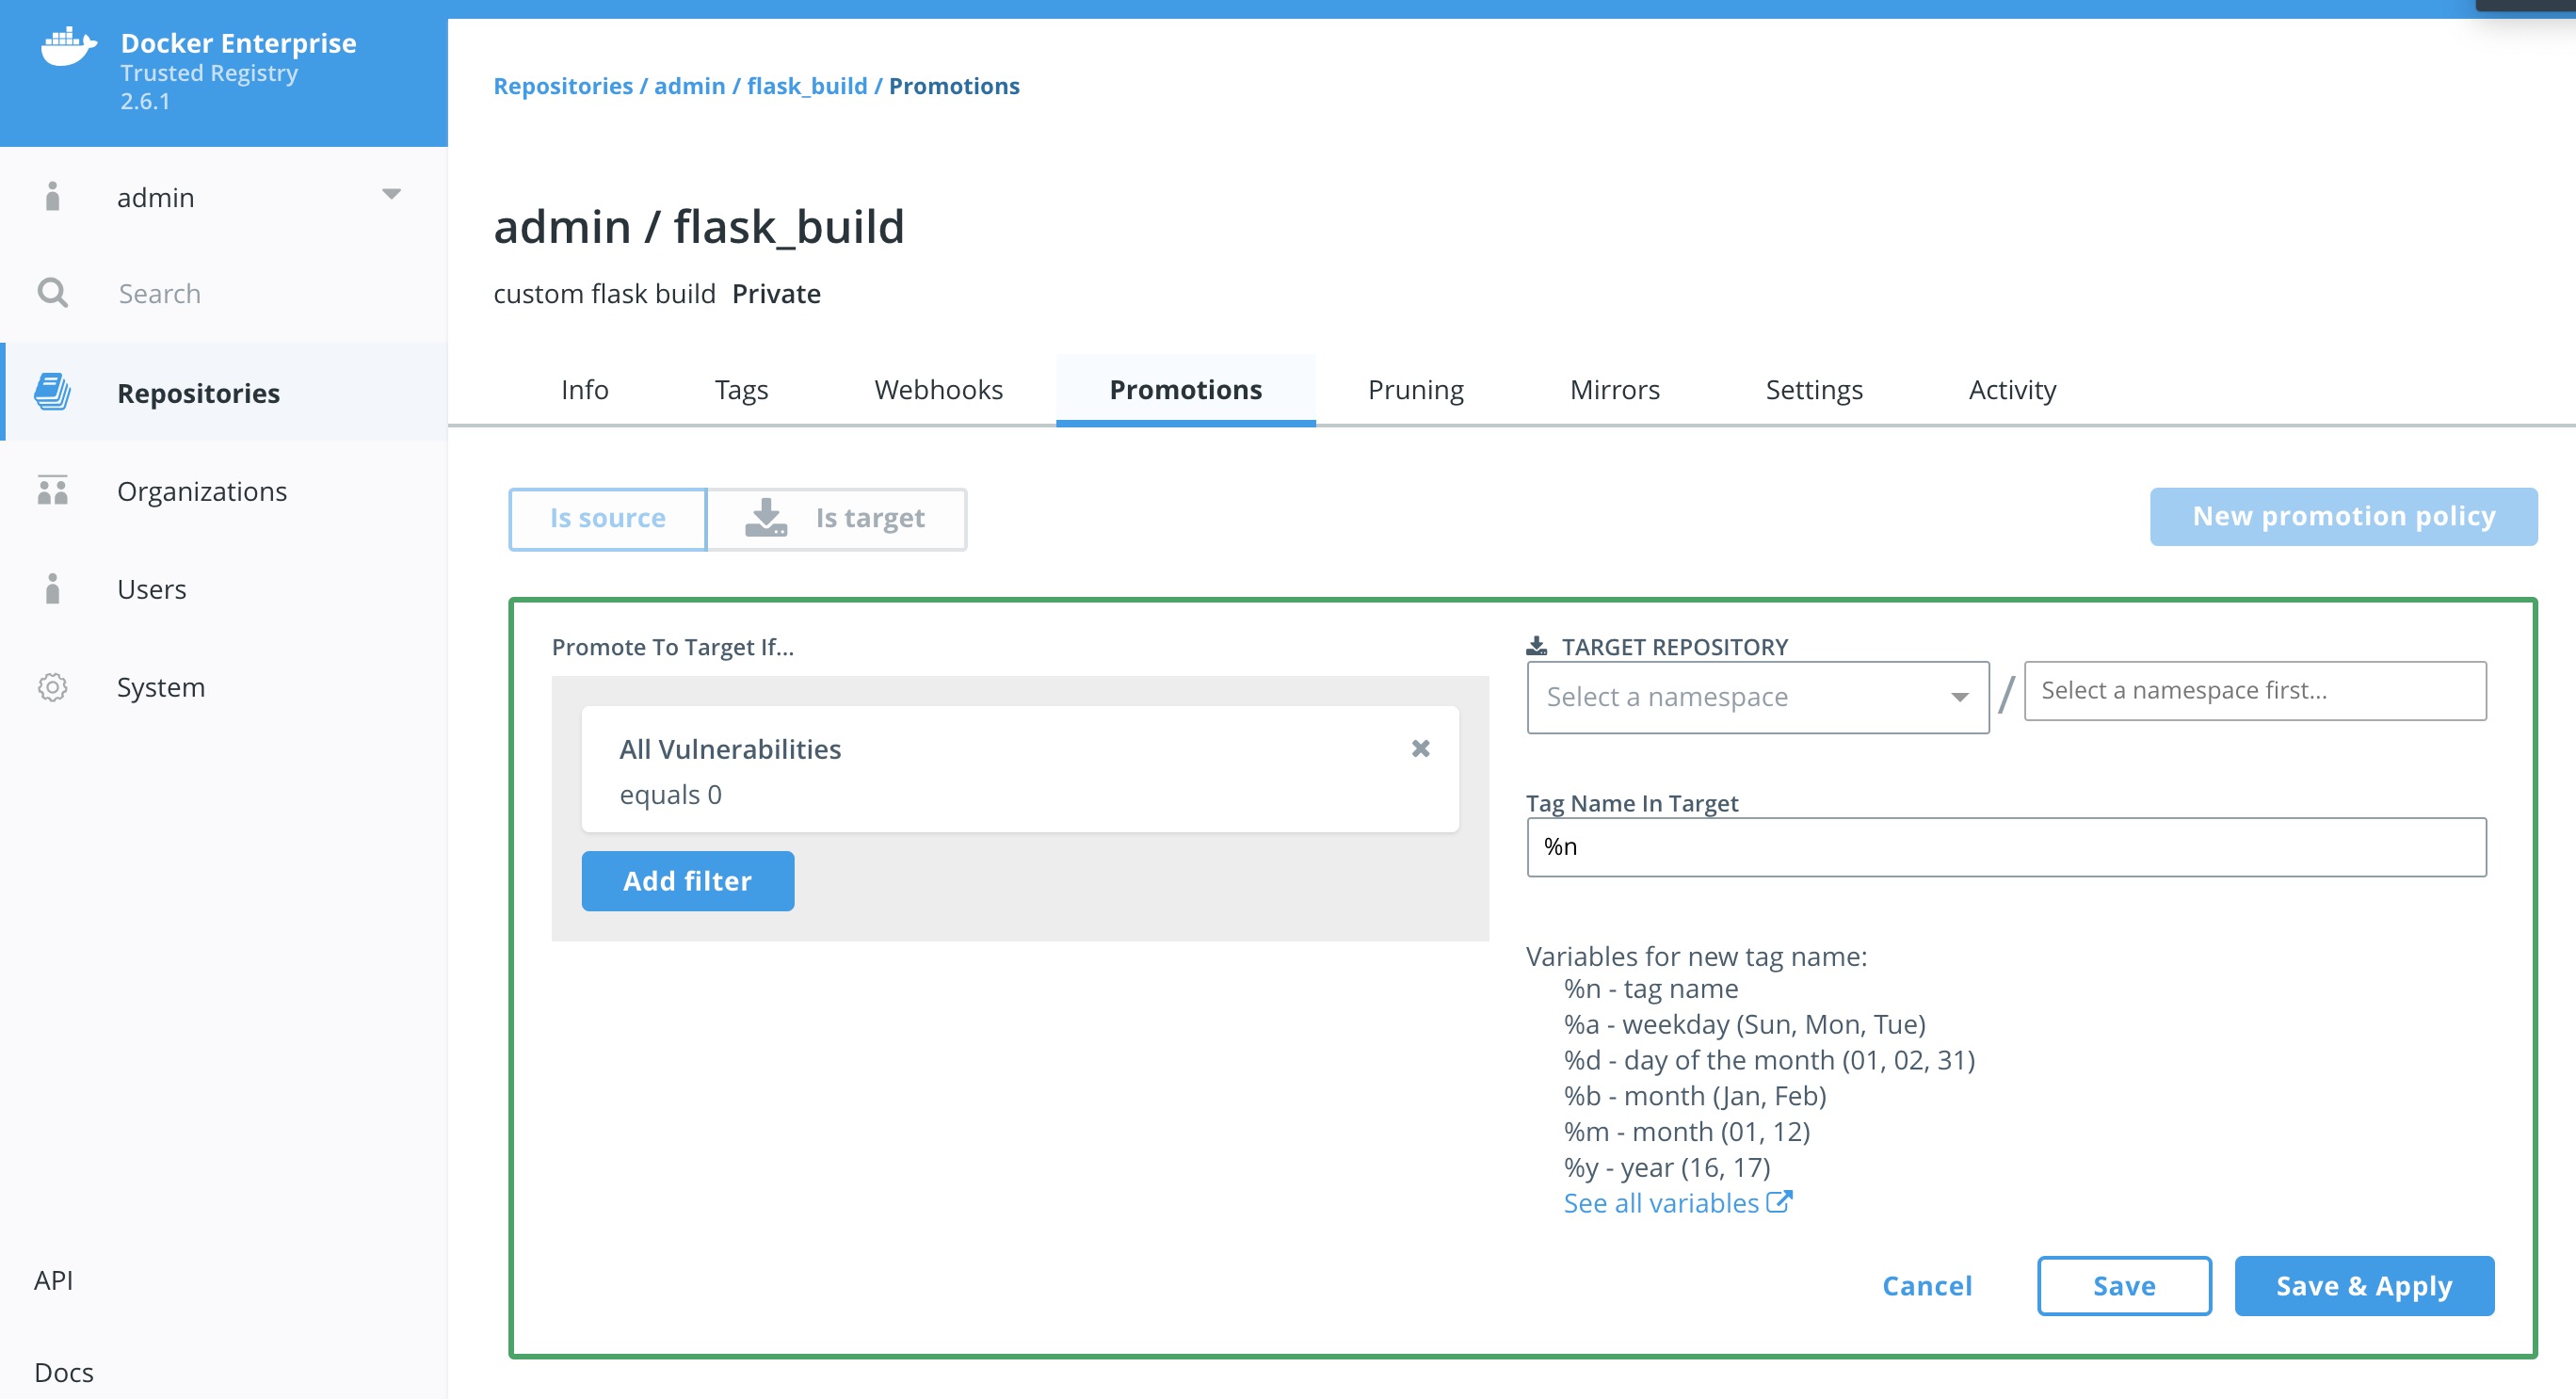 Docker Enterprise
Trusted Registry
2.6.1
admin
Search
Repositories
Organizations
Users
System
API
Docs
Repositories / admin / flask_build / Promotions
admin / flask_build
custom flask build Private
Info Tags Webhooks Promotions Pruning Mirrors Settings Activity
Is source Is target New promotion policy
Promote To Target If...
All Vulnerabilities
equals 0
Add filter
TARGET REPOSITORY
Select a namespace / Select a namespace first...
Tag Name In Target
%n
Variables for new tag name:
%n - tag name
%a - weekday (Sun, Mon, Tue)
%d - day of the month (01, 02, 31)
%b - month (Jan, Feb)
%m - month (01, 12)
%y - year (16, 17)
See all variables
Cancel Save Save & Apply